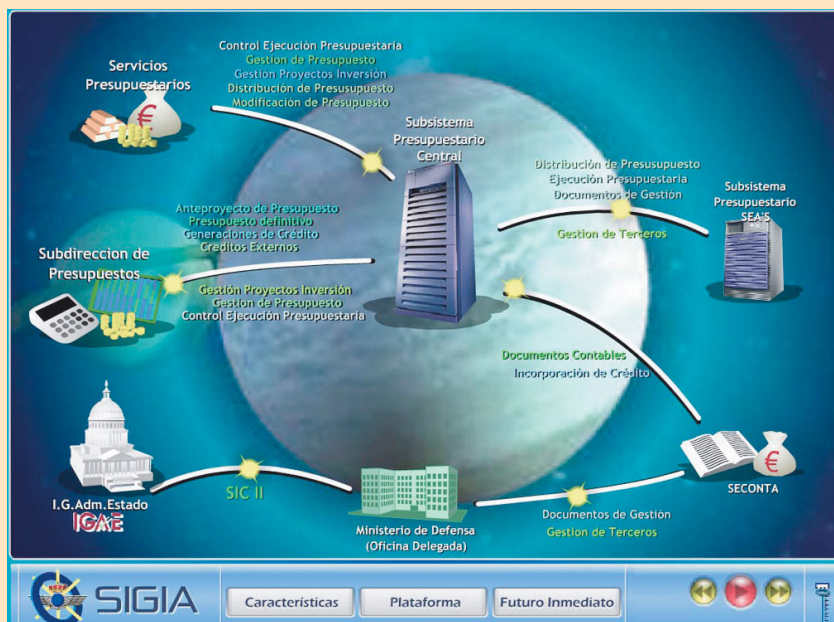 Servicios
Presupuestarios
Control Ejecución Presupuestaria
Gestion de Presupuesto
Gestión Proyectos Inversión
Distribución de Presusupuesto
Modificación de Presupuesto
Subsistema
Presupuestario
Central
Distribución de Presusupuesto
Ejecución Presupuestaria
Documentos de Gestión
Gestion de Terceros
Subsistema
Presupuestario
SEA'S
Subdireccion de
Presupuestos
Anteproyecto de Presupuesto
Presupuesto definitivo
Generaciones de Crédito
Creditos Externos
Gestión Proyectos Inversión
Gestion de Presupuesto
Control Ejecución Presupuestaria
Documentos Contables
Incorporación de Crédito
€
SECONTA
I.G.Adm.Estado
IGAE
SIC II
Ministerio de Defensa
(Oficina Delegada)
Documentos de Gestión
Gestion de Terceros
SIGIA
Características
Plataforma
Futuro Inmediato